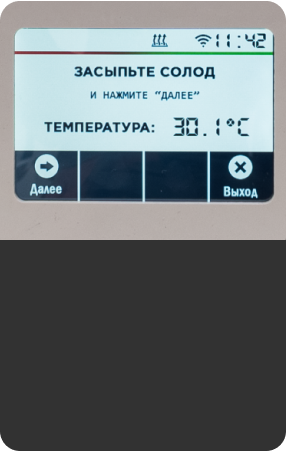 11:42
ЗАСЫПЬТЕ СОЛОД
И НАЖМИТЕ "ДАЛЕЕ"
ТЕМПЕРАТУРА: 30.1°C
Далее Выход